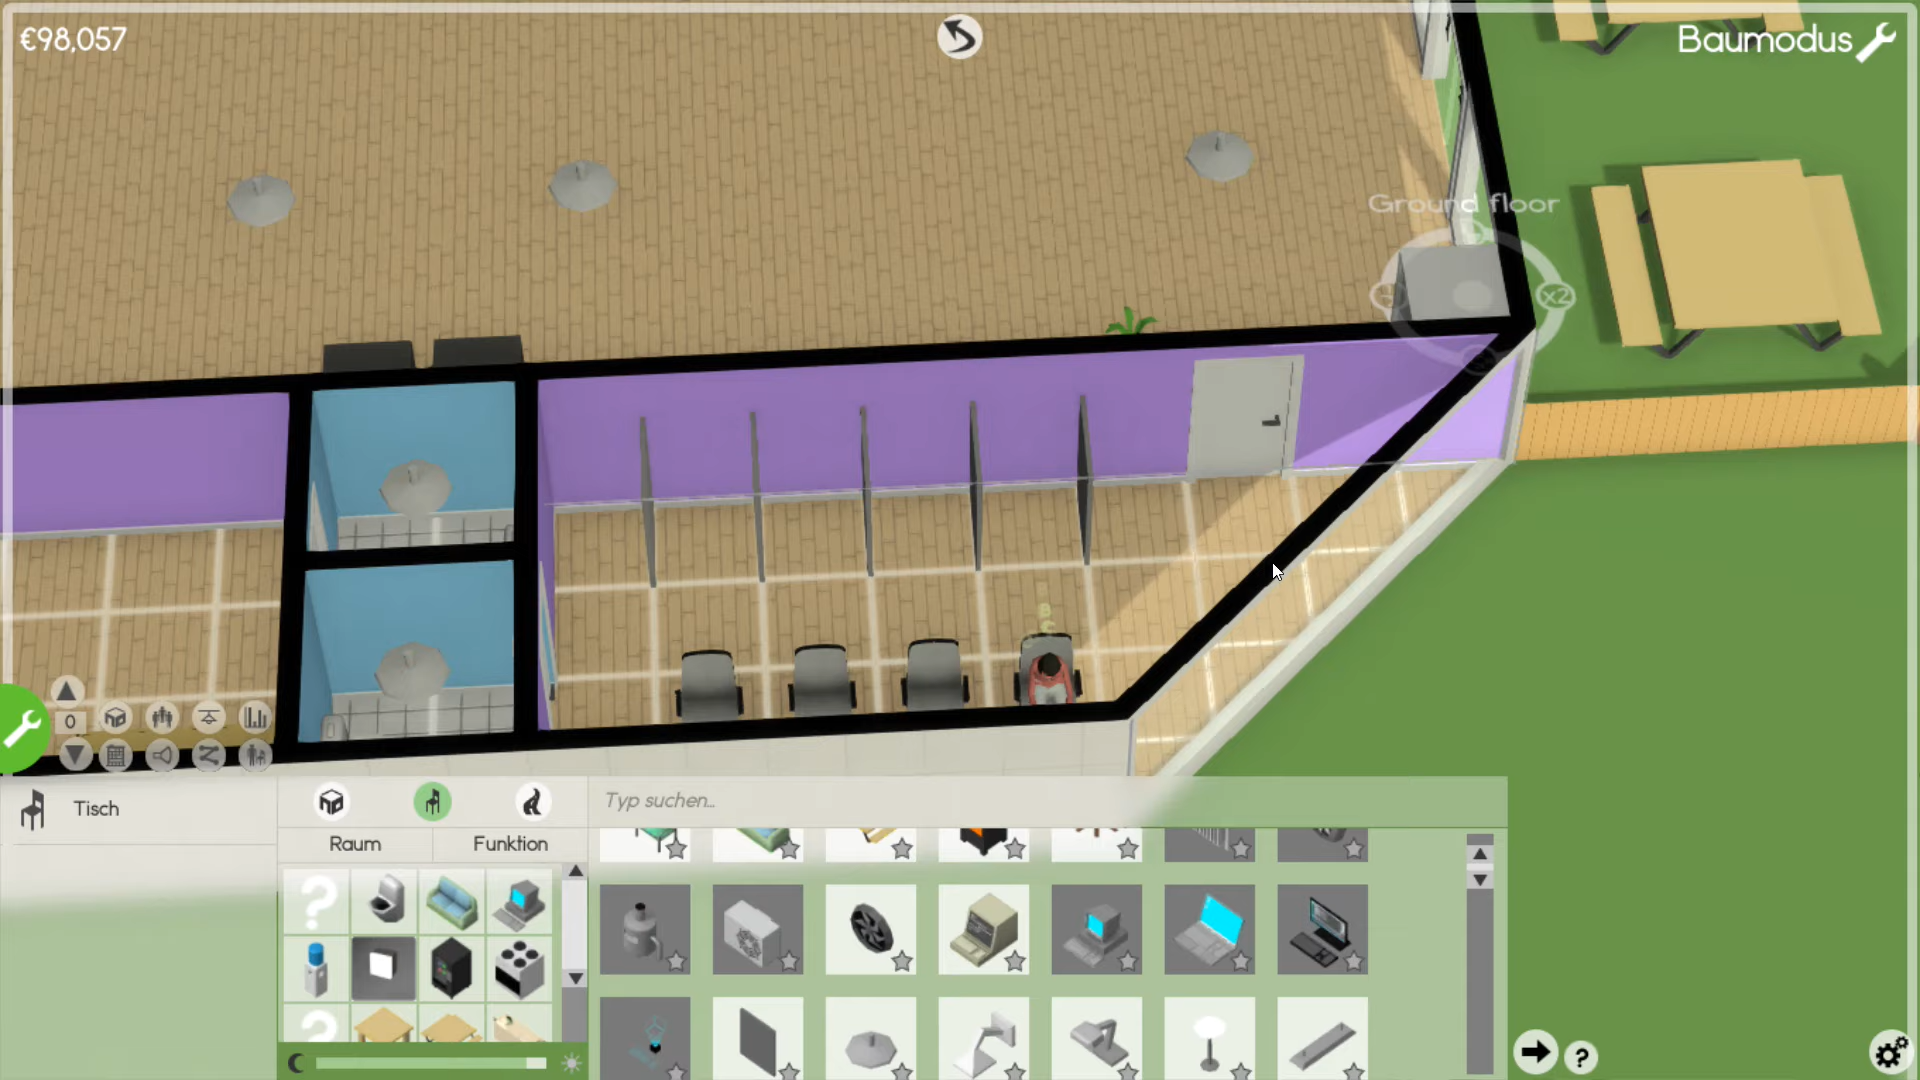 €98,057
Baumodus
Ground floor
x2
0
Tisch
Typ suchen...
Raum
Funktion
?